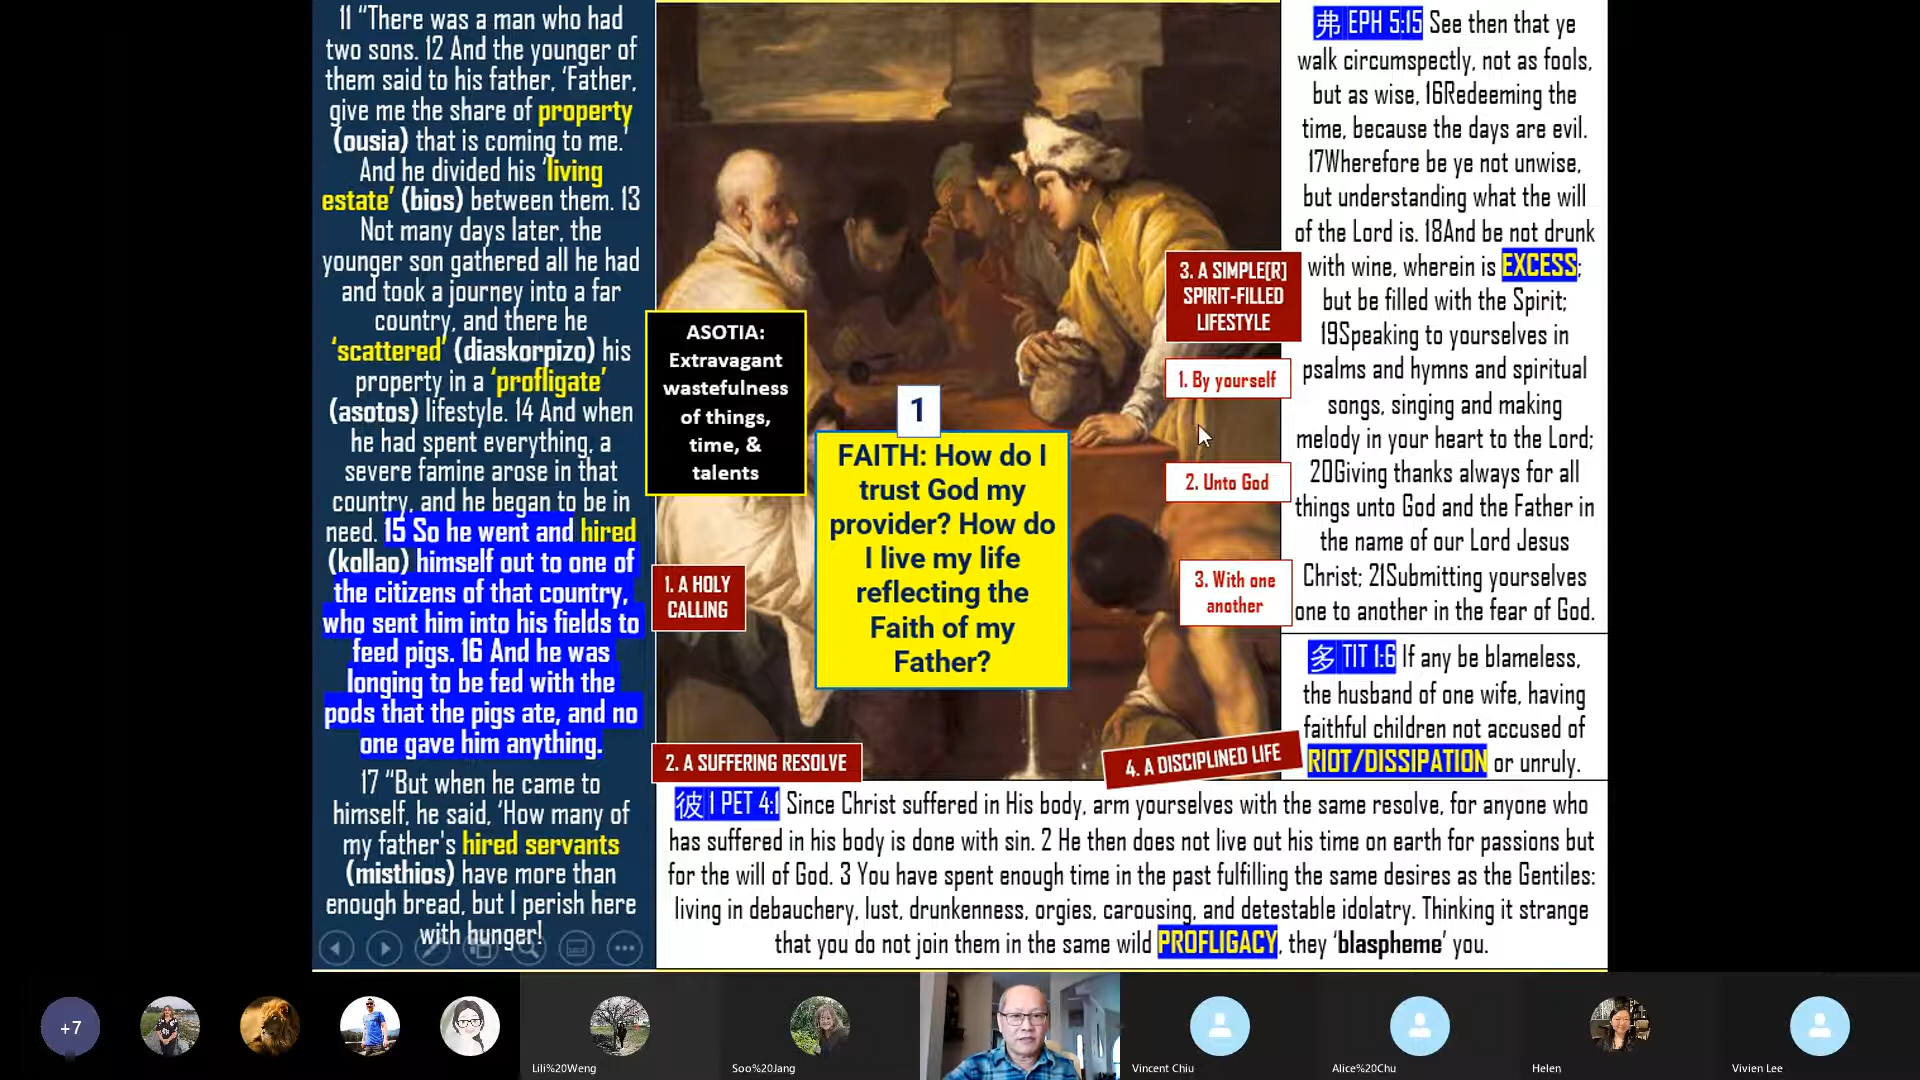 11 “There was a man who had
two sons. 12 And the younger of
them said to his father, ‘Father,
give me the share of property
(ousia) that is coming to me.’
And he divided his ‘living
estate’ (bios) between them. 13
Not many days later, the
younger son gathered all he had
and took a journey into a far
country, and there he
‘scattered’ (diaskorpizo) his
property in a ‘profligate’
(asotos) lifestyle. 14 And when
he had spent everything, a
severe famine arose in that
country, and he began to be in
need. 15 So he went and hired
(kollao) himself out to one of
the citizens of that country,
who sent him into his fields to
feed pigs. 16 And he was
longing to be fed with the
pods that the pigs ate, and no
one gave him anything.
17 “But when he came to
himself, he said, ‘How many of
my father's hired servants
(misthios) have more than
enough bread, but I perish here
with hunger!
ASOTIA:
Extravagant
wastefulness
of things,
time, &
talents
1
FAITH: How do I
trust God my
provider? How do
I live my life
reflecting the
Faith of my
Father?
1. A HOLY
CALLING
2. A SUFFERING RESOLVE
3. A SIMPLE[R]
SPIRIT-FILLED
LIFESTYLE
1. By yourself
2. Unto God
3. With one
another
4. A DISCIPLINED LIFE
弗 EPH 5:15 See then that ye
walk circumspectly, not as fools,
but as wise, 16Redeeming the
time, because the days are evil.
17Wherefore be ye not unwise,
but understanding what the will
of the Lord is. 18And be not drunk
with wine, wherein is EXCESS;
but be filled with the Spirit;
19Speaking to yourselves in
psalms and hymns and spiritual
songs, singing and making
melody in your heart to the Lord;
20Giving thanks always for all
things unto God and the Father in
the name of our Lord Jesus
Christ; 21Submitting yourselves
one to another in the fear of God.
多 TIT 1:6 If any be blameless,
the husband of one wife, having
faithful children not accused of
RIOT/DISSIPATION or unruly.
彼 1 PET 4:1 Since Christ suffered in His body, arm yourselves with the same resolve, for anyone who
has suffered in his body is done with sin. 2 He then does not live out his time on earth for passions but
for the will of God. 3 You have spent enough time in the past fulfilling the same desires as the Gentiles:
living in debauchery, lust, drunkenness, orgies, carousing, and detestable idolatry. Thinking it strange
that you do not join them in the same wild PROFLIGACY, they ‘blaspheme’ you.
+7
Lili%20Weng
Soo%20Jang
Vincent Chiu
Alice%20Chu
Helen
Vivien Lee